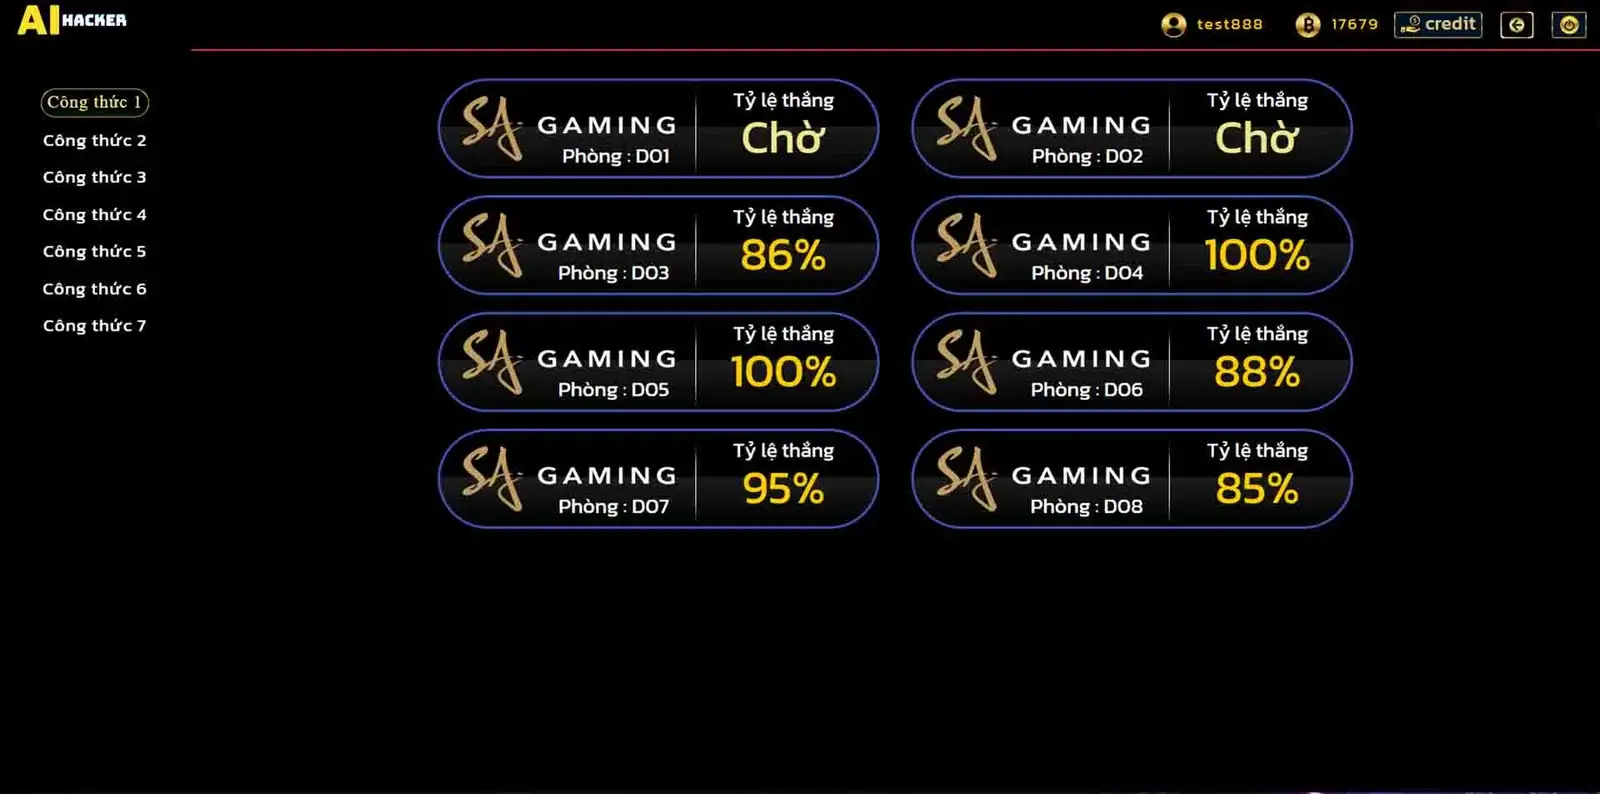 AI HACKER
test888
17679
credit
Công thức 1
Công thức 2
Công thức 3
Công thức 4
Công thức 5
Công thức 6
Công thức 7
SA GAMING
Phòng : D01
Tỷ lệ thắng
Chờ
SA GAMING
Phòng : D02
Tỷ lệ thắng
Chờ
SA GAMING
Phòng : D03
Tỷ lệ thắng
86%
SA GAMING
Phòng : D04
Tỷ lệ thắng
100%
SA GAMING
Phòng : D05
Tỷ lệ thắng
100%
SA GAMING
Phòng : D06
Tỷ lệ thắng
88%
SA GAMING
Phòng : D07
Tỷ lệ thắng
95%
SA GAMING
Phòng : D08
Tỷ lệ thắng
85%